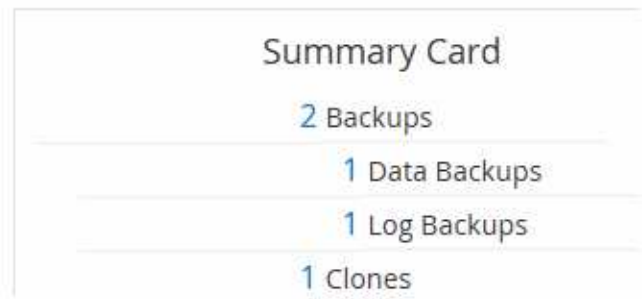 Summary Card
2 Backups
1 Data Backups
1 Log Backups
1 Clones